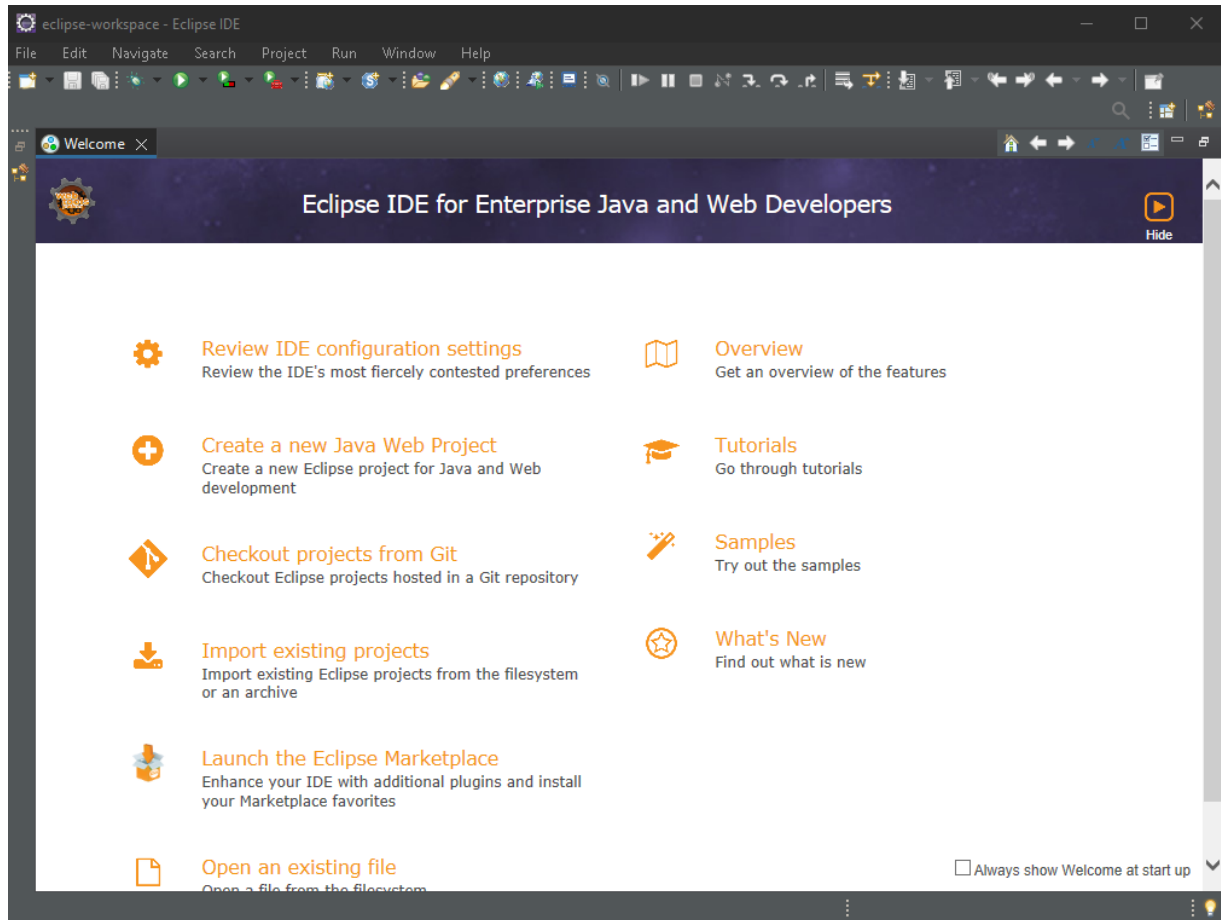 eclipse-workspace - Eclipse IDE
File Edit Navigate Search Project Run Window Help
Welcome
Eclipse IDE for Enterprise Java and Web Developers
Hide
Review IDE configuration settings
Review the IDE's most fiercely contested preferences
Create a new Java Web Project
Create a new Eclipse project for Java and Web
development
Checkout projects from Git
Checkout Eclipse projects hosted in a Git repository
Import existing projects
Import existing Eclipse projects from the filesystem
or an archive
Launch the Eclipse Marketplace
Enhance your IDE with additional plugins and install
your Marketplace favorites
Open an existing file
Open a file from the filesystem
Overview
Get an overview of the features
Tutorials
Go through tutorials
Samples
Try out the samples
What's New
Find out what is new
Always show Welcome at start up